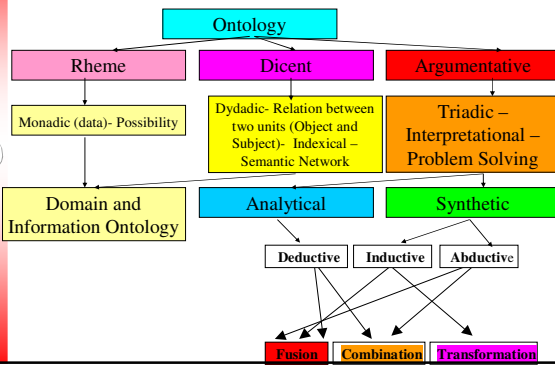 Ontology
Rheme
Dicent
Argumentative
Monadic (data)- Possibility
Dydadic- Relation between
two units (Object and
Subject)- Indexical –
Semantic Network
Triadic –
Interpretational –
Problem Solving
Domain and
Information Ontology
Analytical
Synthetic
Deductive
Inductive
Abductive
Fusion
Combination
Transformation